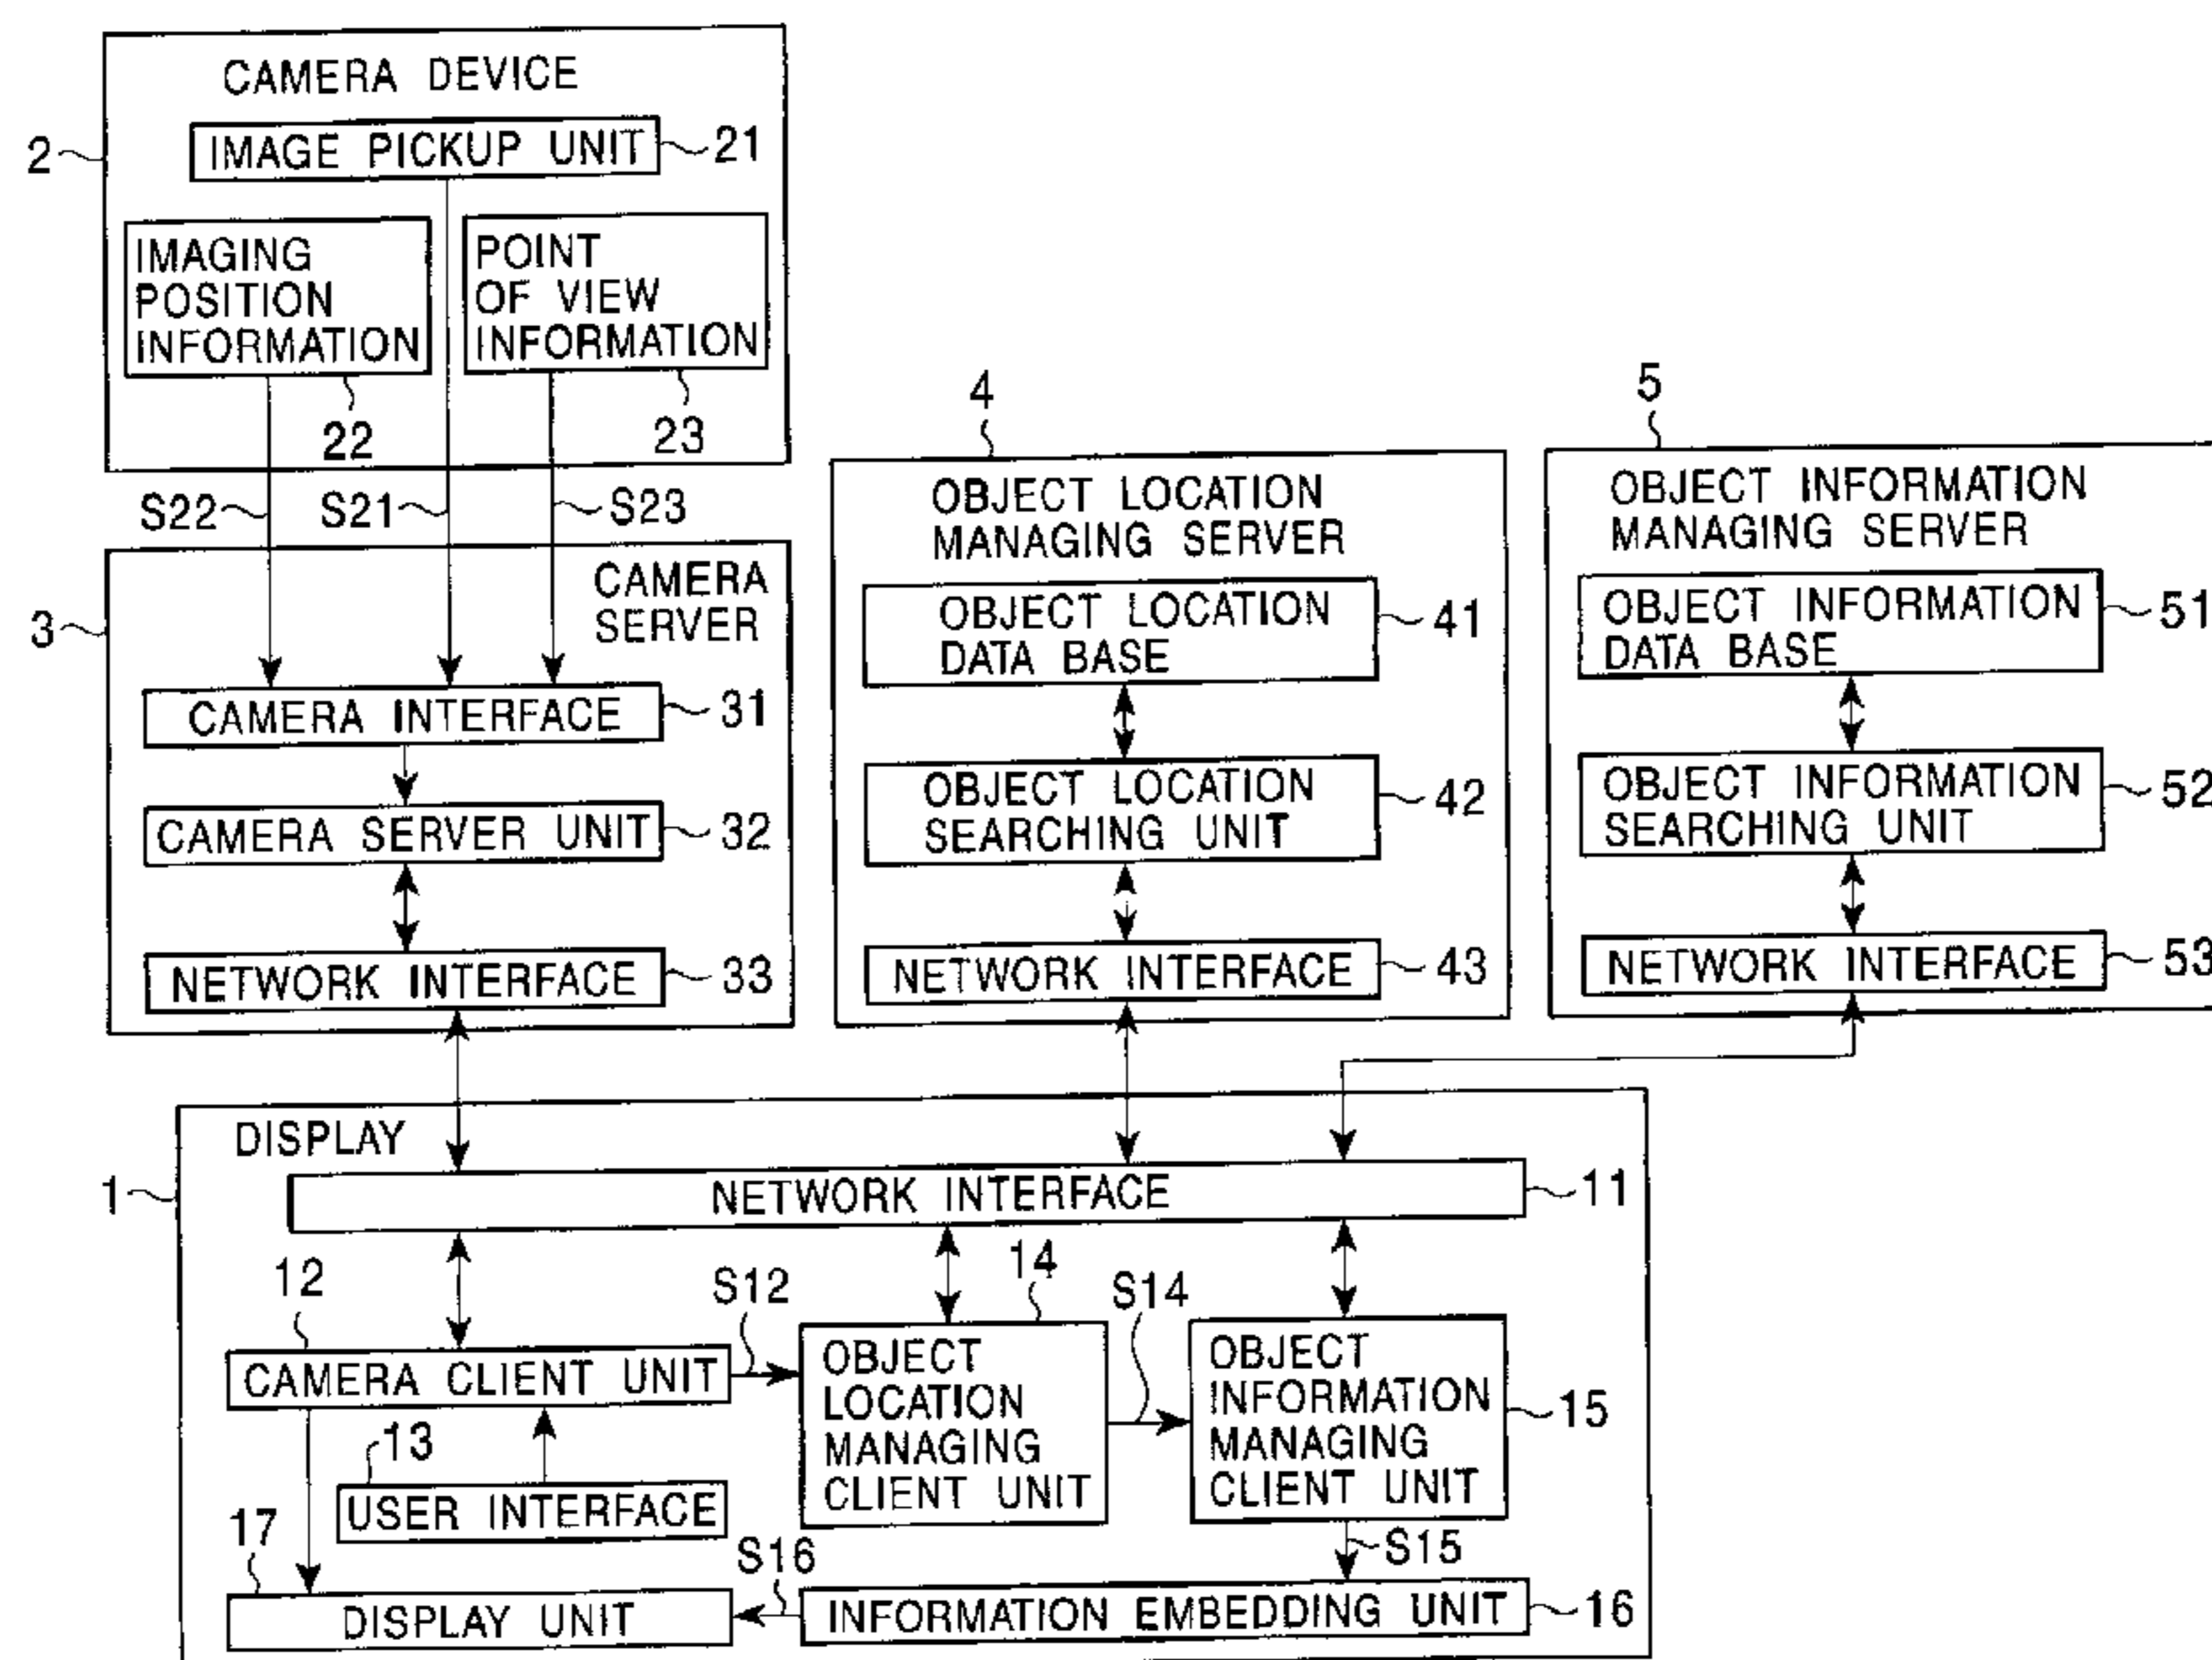 CAMERA DEVICE
IMAGE PICKUP UNIT
21
2
IMAGING
POSITION
INFORMATION
POINT
OF VIEW
INFORMATION
22
23
S22
S21
S23
CAMERA
SERVER
3
CAMERA INTERFACE
31
CAMERA SERVER UNIT
32
NETWORK INTERFACE
33
4
OBJECT LOCATION
MANAGING SERVER
OBJECT LOCATION
DATA BASE
41
OBJECT LOCATION
SEARCHING UNIT
42
NETWORK INTERFACE
43
5
OBJECT INFORMATION
MANAGING SERVER
OBJECT INFORMATION
DATA BASE
51
OBJECT INFORMATION
SEARCHING UNIT
52
NETWORK INTERFACE
53
DISPLAY
1
NETWORK INTERFACE
11
12
CAMERA CLIENT UNIT
S12
14
OBJECT
LOCATION
MANAGING
CLIENT UNIT
S14
OBJECT
INFORMATION
MANAGING
CLIENT UNIT
15
13
USER INTERFACE
17
DISPLAY UNIT
S16
S15
INFORMATION EMBEDDING UNIT
16